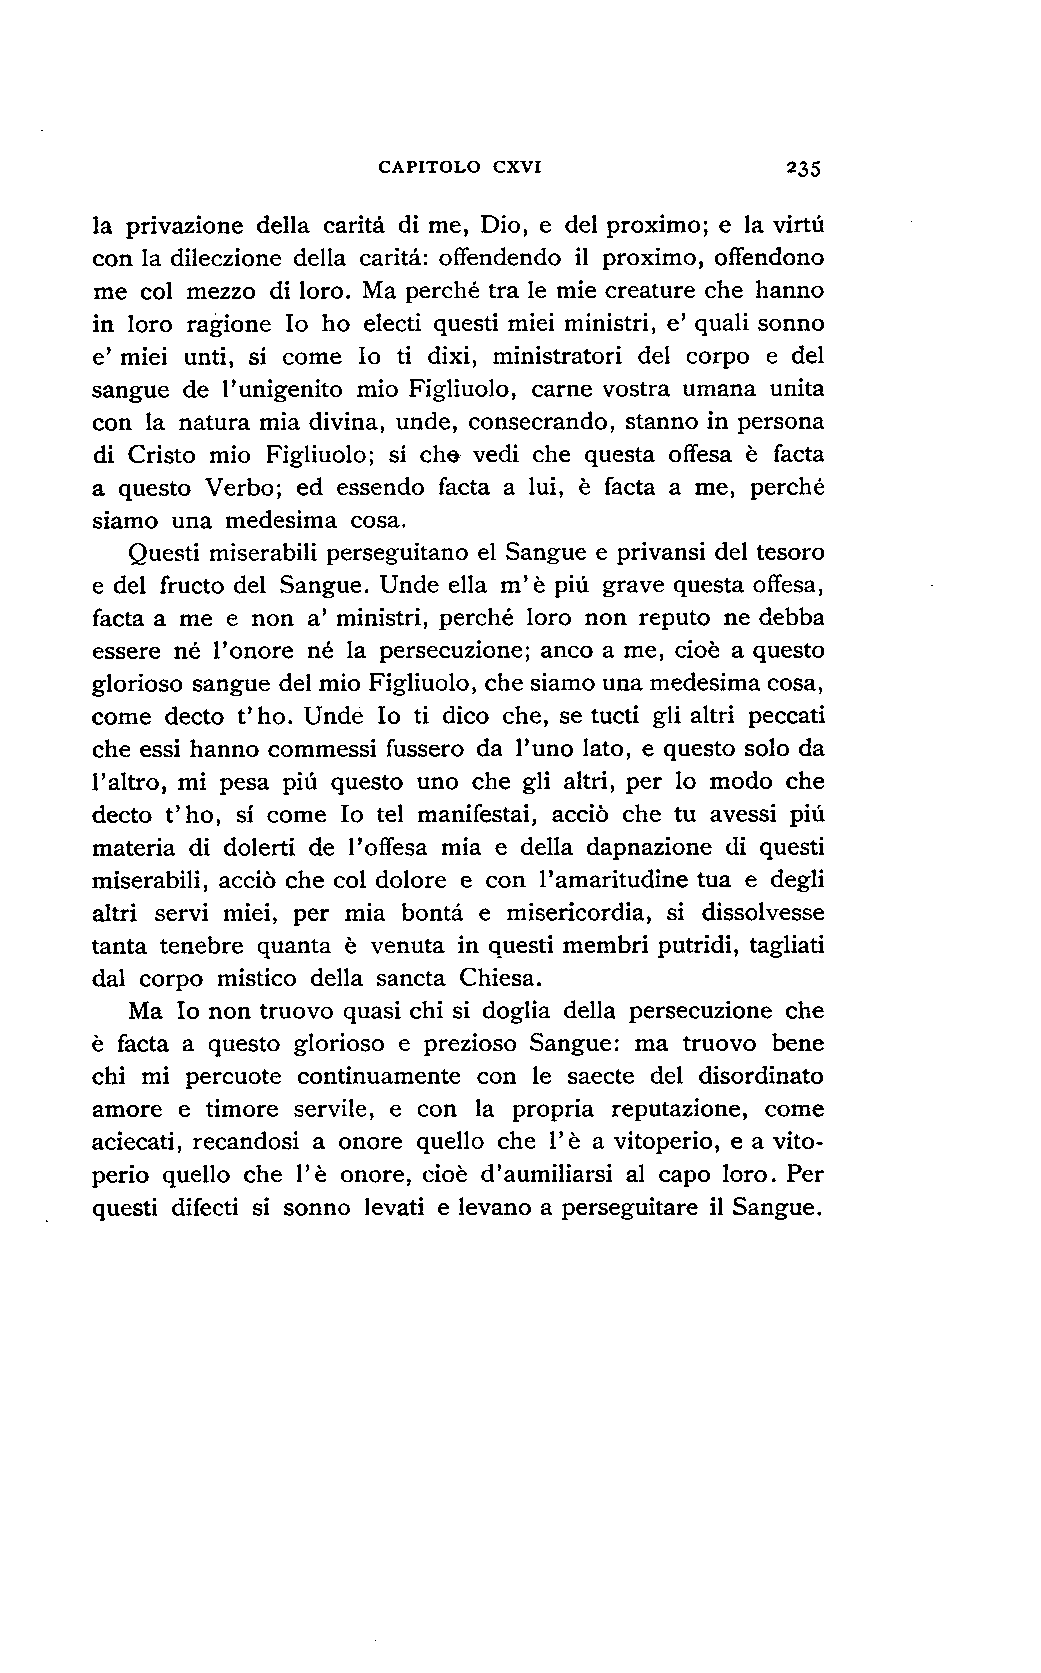 CAPITOLO CXVI 235
la privazione della caritá di me, Dio, e del proximo; e la virtú
con la dileczione della caritá: offendendo il proximo, offendono
me col mezzo di loro. Ma perché tra le mie creature che hanno
in loro ragione Io ho electi questi miei ministri, e' quali sonno
e' miei unti, sí come Io ti dixi, ministratori del corpo e del
sangue de l'unigenito mio Figliuolo, carne vostra umana unita
con la natura mia divina, unde, consecrando, stanno in persona
di Cristo mio Figliuolo; sí che vedi che questa offesa è facta
a questo Verbo; ed essendo facta a lui, è facta a me, perché
siamo una medesima cosa.
Questi miserabili perseguitano el Sangue e privansi del tesoro
e del fructo del Sangue. Unde ella m'è piú grave questa offesa,
facta a me e non a' ministri, perché loro non reputo ne debba
essere né l'onore né la persecuzione; anco a me, cioè a questo
glorioso sangue del mio Figliuolo, che siamo una medesima cosa,
come decto t'ho. Unde Io ti dico che, se tucti gli altri peccati
che essi hanno commessi fussero da l'uno lato, e questo solo da
l'altro, mi pesa piú questo uno che gli altri, per lo modo che
decto t'ho, sí come Io tel manifestai, acciò che tu avessi piú
materia di dolerti de l'offesa mia e della dapnazione di questi
miserabili, acciò che col dolore e con l'amaritudine tua e degli
altri servi miei, per mia bontá e misericordia, si dissolvesse
tanta tenebre quanta è venuta in questi membri putridi, tagliati
dal corpo mistico della sancta Chiesa.
Ma Io non truovo quasi chi si doglia della persecuzione che
è facta a questo glorioso e prezioso Sangue: ma truovo bene
chi mi percuote continuamente con le saecte del disordinato
amore e timore servile, e con la propria reputazione, come
aciecati, recandosi a onore quello che l'è a vitoperio, e a vito-
perio quello che l'è onore, cioè d'aumiliarsi al capo loro. Per
questi difecti si sonno levati e levano a perseguitare il Sangue.